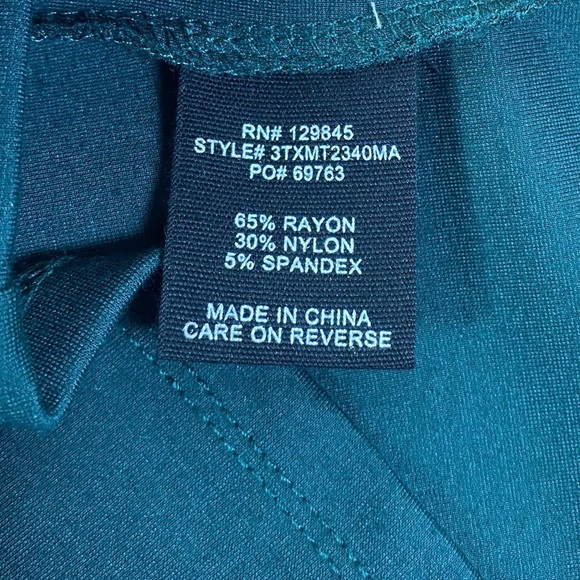 RN# 129845
STYLE# 3TXMT2340MA
PO# 69763
65% RAYON
30% NYLON
5% SPANDEX
MADE IN CHINA
CARE ON REVERSE